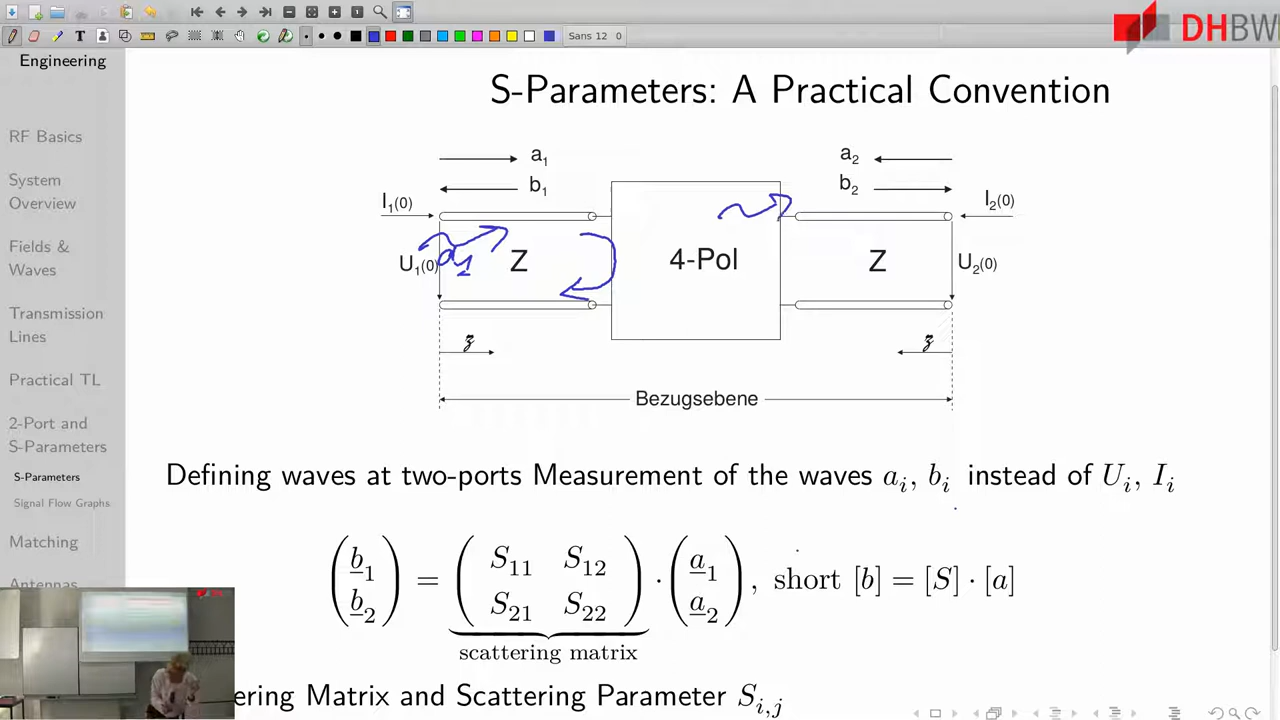 Sans 12 0
DHBW
Engineering
RF Basics
System
Overview
Fields &
Waves
Transmission
Lines
Practical TL
2-Port and
S-Parameters
S-Parameters
Signal Flow Graphs
Matching
Antennas
S-Parameters: A Practical Convention
a1 a2
b1 b2
I1(0) I2(0)
U1(0) a1 Z 4-Pol Z U2(0)
z z
Bezugsebene
Defining waves at two-ports Measurement of the waves ai, bi instead of Ui, Ii
(b1 b2) = (S11 S12 S21 S22) · (a1 a2), short [b] = [S] · [a]
scattering matrix
ering Matrix and Scattering Parameter Si,j